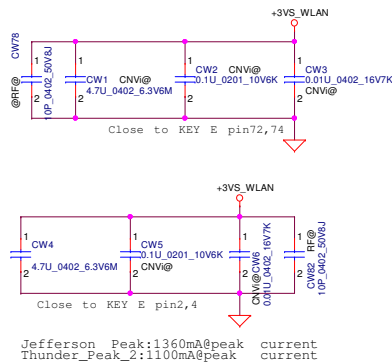 +3VS_WLAN
CW78
10P_0402_50V8J
@RF@
1
2
1
CW1
CNVi@
4.7U_0402_6.3V6M
2
1
CW2
CNVi@
0.1U_0201_10V6K
2
1
CW3
0.01U_0402_16V7K
CNVi@
2
Close to KEY E pin72,74
+3VS_WLAN
1
CW4
4.7U_0402_6.3V6M
2
1
CW5
0.1U_0201_10V6K
CNVi@
2
1
CW6
0.01U_0402_16V7K
CNVi@
2
1
RF@
CW82
10P_0402_50V8J
2
Close to KEY E pin2,4
Jefferson Peak:1360mA@peak current
Thunder_Peak_2:1100mA@peak current